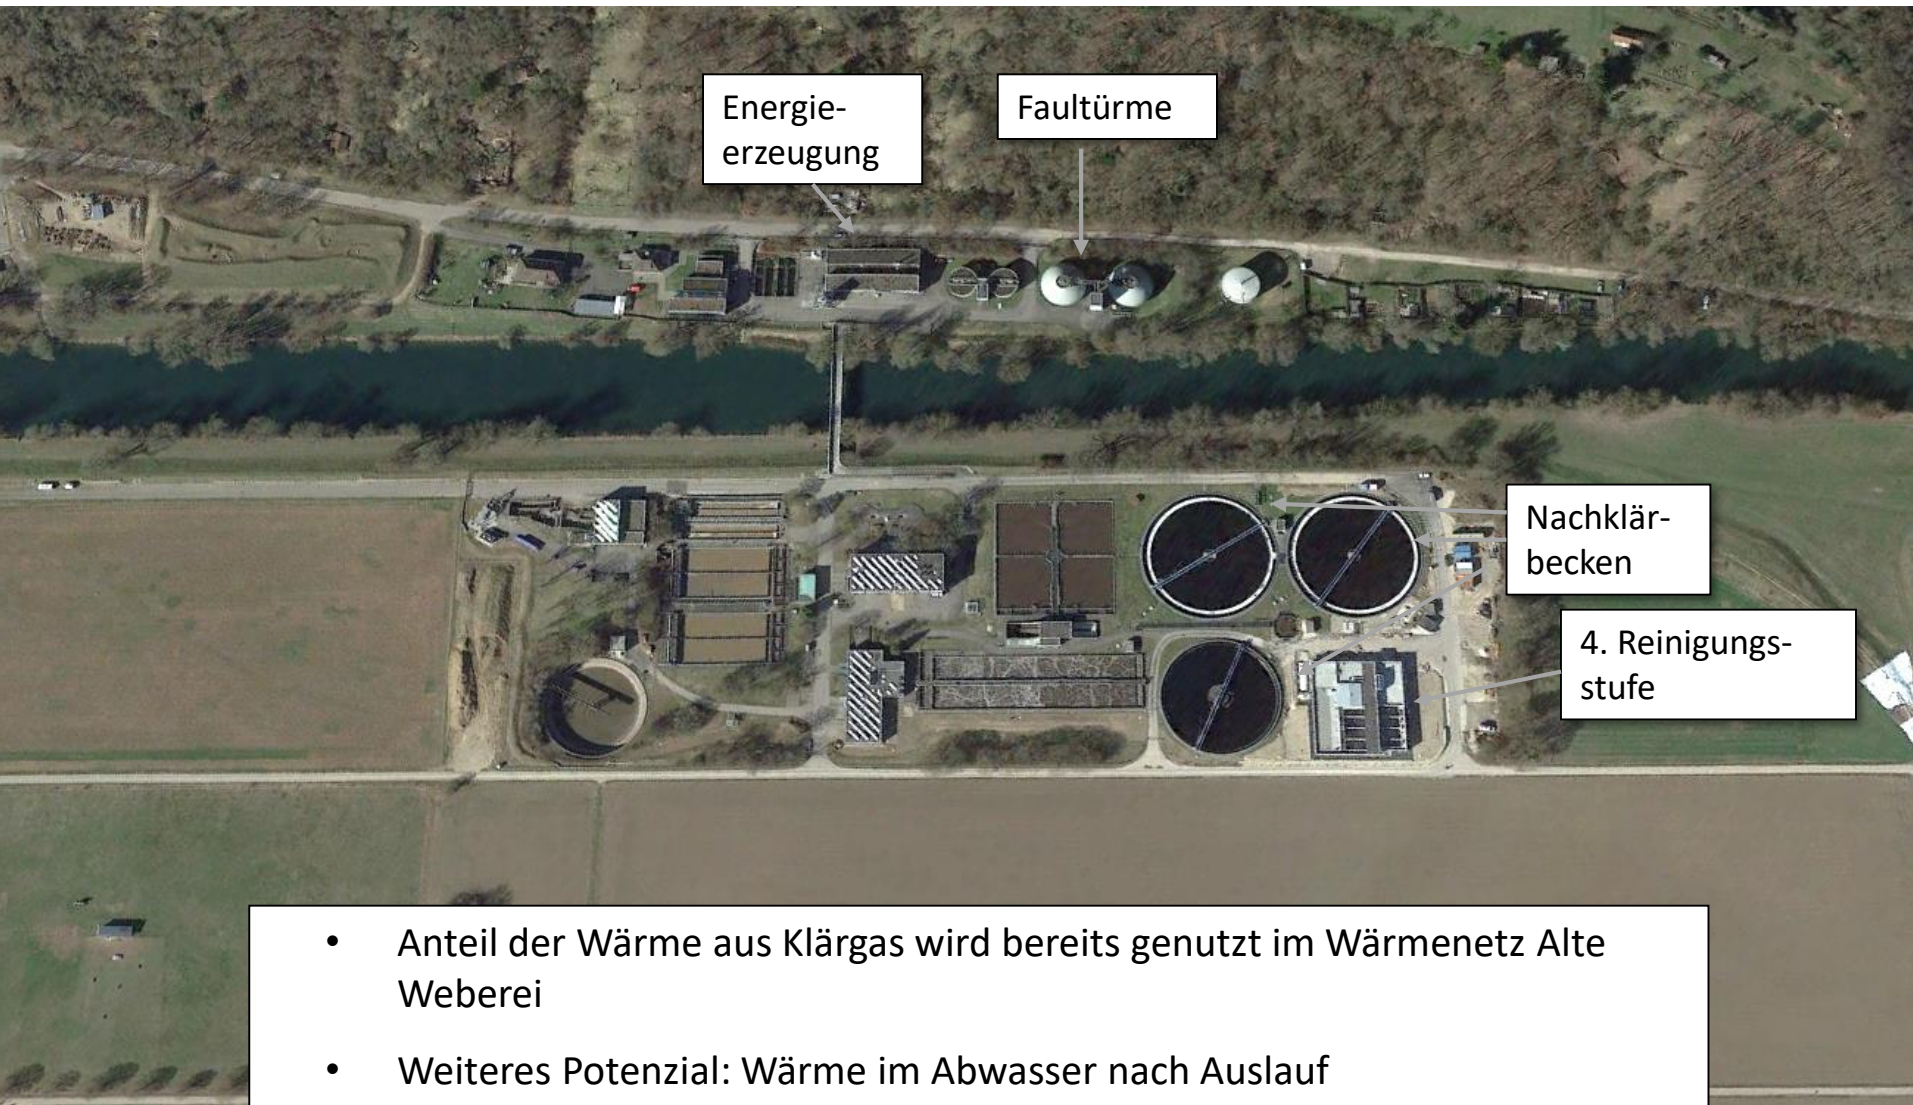 Energie-
erzeugung
Faultürme
Nachklär-
becken
4. Reinigungs-
stufe
• Anteil der Wärme aus Klärgas wird bereits genutzt im Wärmenetz Alte
Weberei
• Weiteres Potenzial: Wärme im Abwasser nach Auslauf